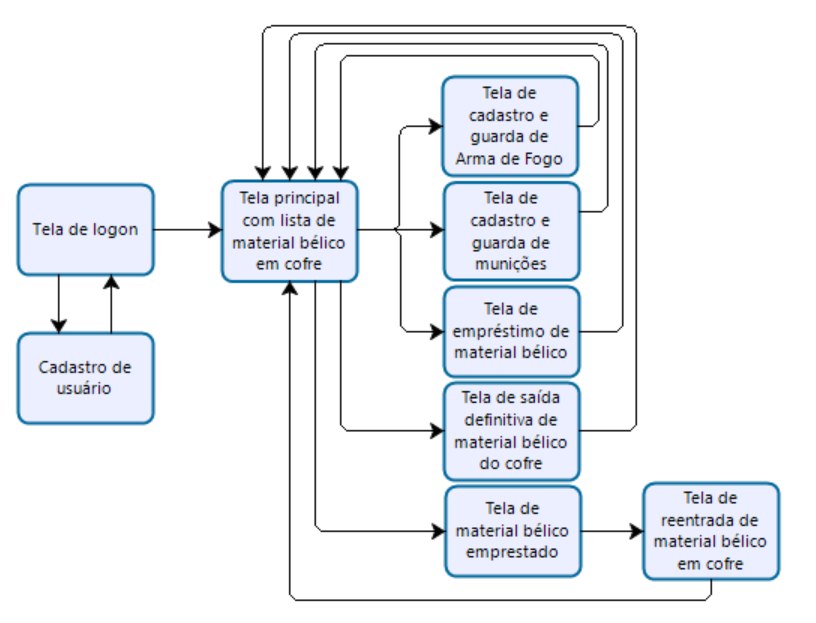 Tela de
cadastro e
guarda de
Arma de Fogo
Tela de logon
Tela principal
com lista de
material bélico
em cofre
Tela de
cadastro e
guarda de
munições
Tela de
empréstimo de
material bélico
Cadastro de
usuário
Tela de saída
definitiva de
material bélico
do cofre
Tela de
material bélico
emprestado
Tela de
reentrada de
material bélico
em cofre